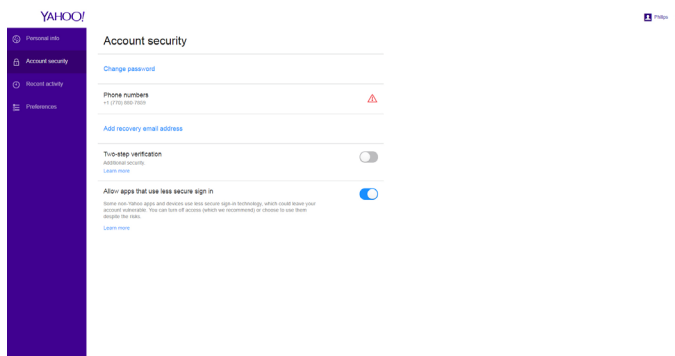 YAHOO!
Philips
Personal info
Account security
Recent activity
Preferences
Account security
Change password
Phone numbers
Add recovery email address
Two-step verification
Additional security
Learn more
Allow apps that use less secure sign in
Some non-Yahoo apps and devices use less secure sign-in technology, which could leave your
account vulnerable. You can turn off access (which we recommend) or choose to use them
despite the risks.
Learn more